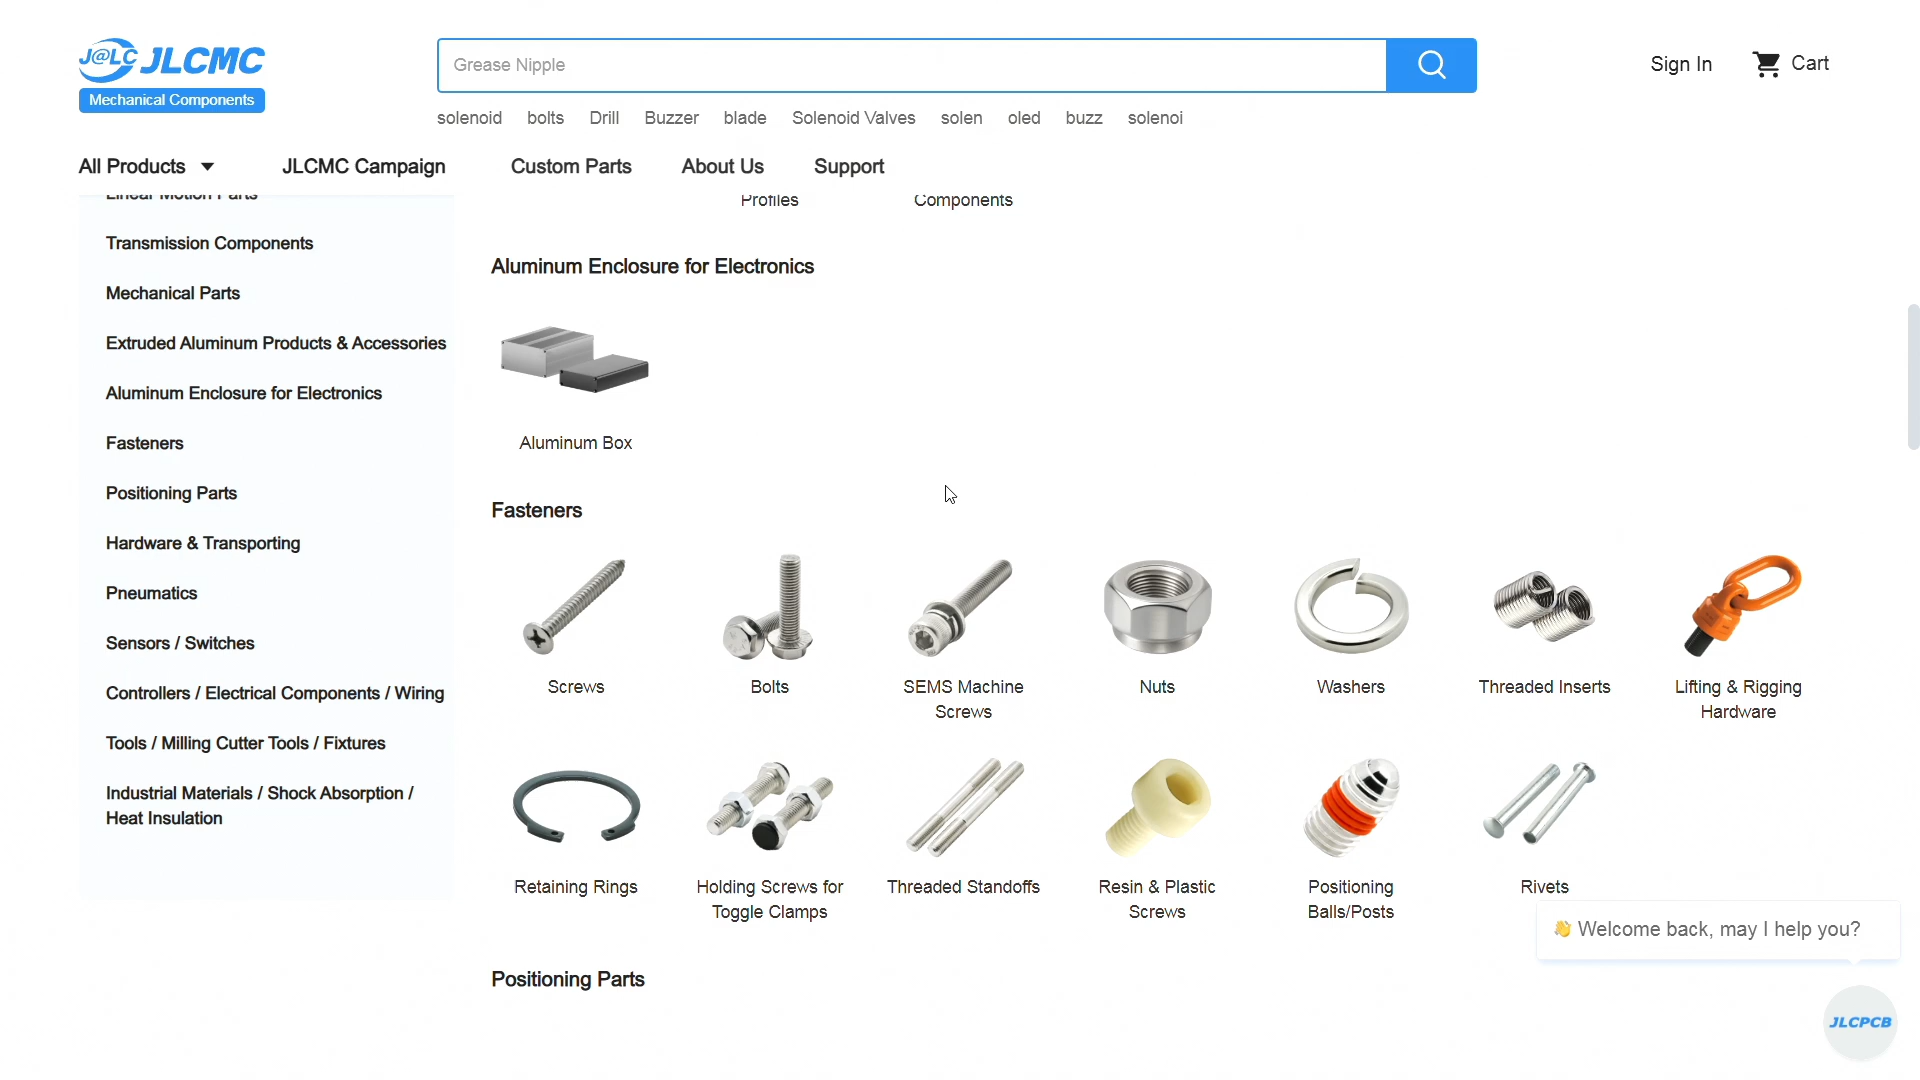 J@LC JLCMC
Mechanical Components
Grease Nipple
Sign In
Cart
solenoid bolts Drill Buzzer blade Solenoid Valves solen oled buzz solenoi
All Products JLCMC Campaign Custom Parts About Us Support
Linear Motion Parts
Transmission Components
Mechanical Parts
Extruded Aluminum Products & Accessories
Aluminum Enclosure for Electronics
Fasteners
Positioning Parts
Hardware & Transporting
Pneumatics
Sensors / Switches
Controllers / Electrical Components / Wiring
Tools / Milling Cutter Tools / Fixtures
Industrial Materials / Shock Absorption /
Heat Insulation
Profiles
Components
Aluminum Enclosure for Electronics
Aluminum Box
Fasteners
Screws
Bolts
SEMS Machine
Screws
Nuts
Washers
Threaded Inserts
Lifting & Rigging
Hardware
Retaining Rings
Holding Screws for
Toggle Clamps
Threaded Standoffs
Resin & Plastic
Screws
Positioning
Balls/Posts
Rivets
Positioning Parts
👋 Welcome back, may I help you?
JLCPCB